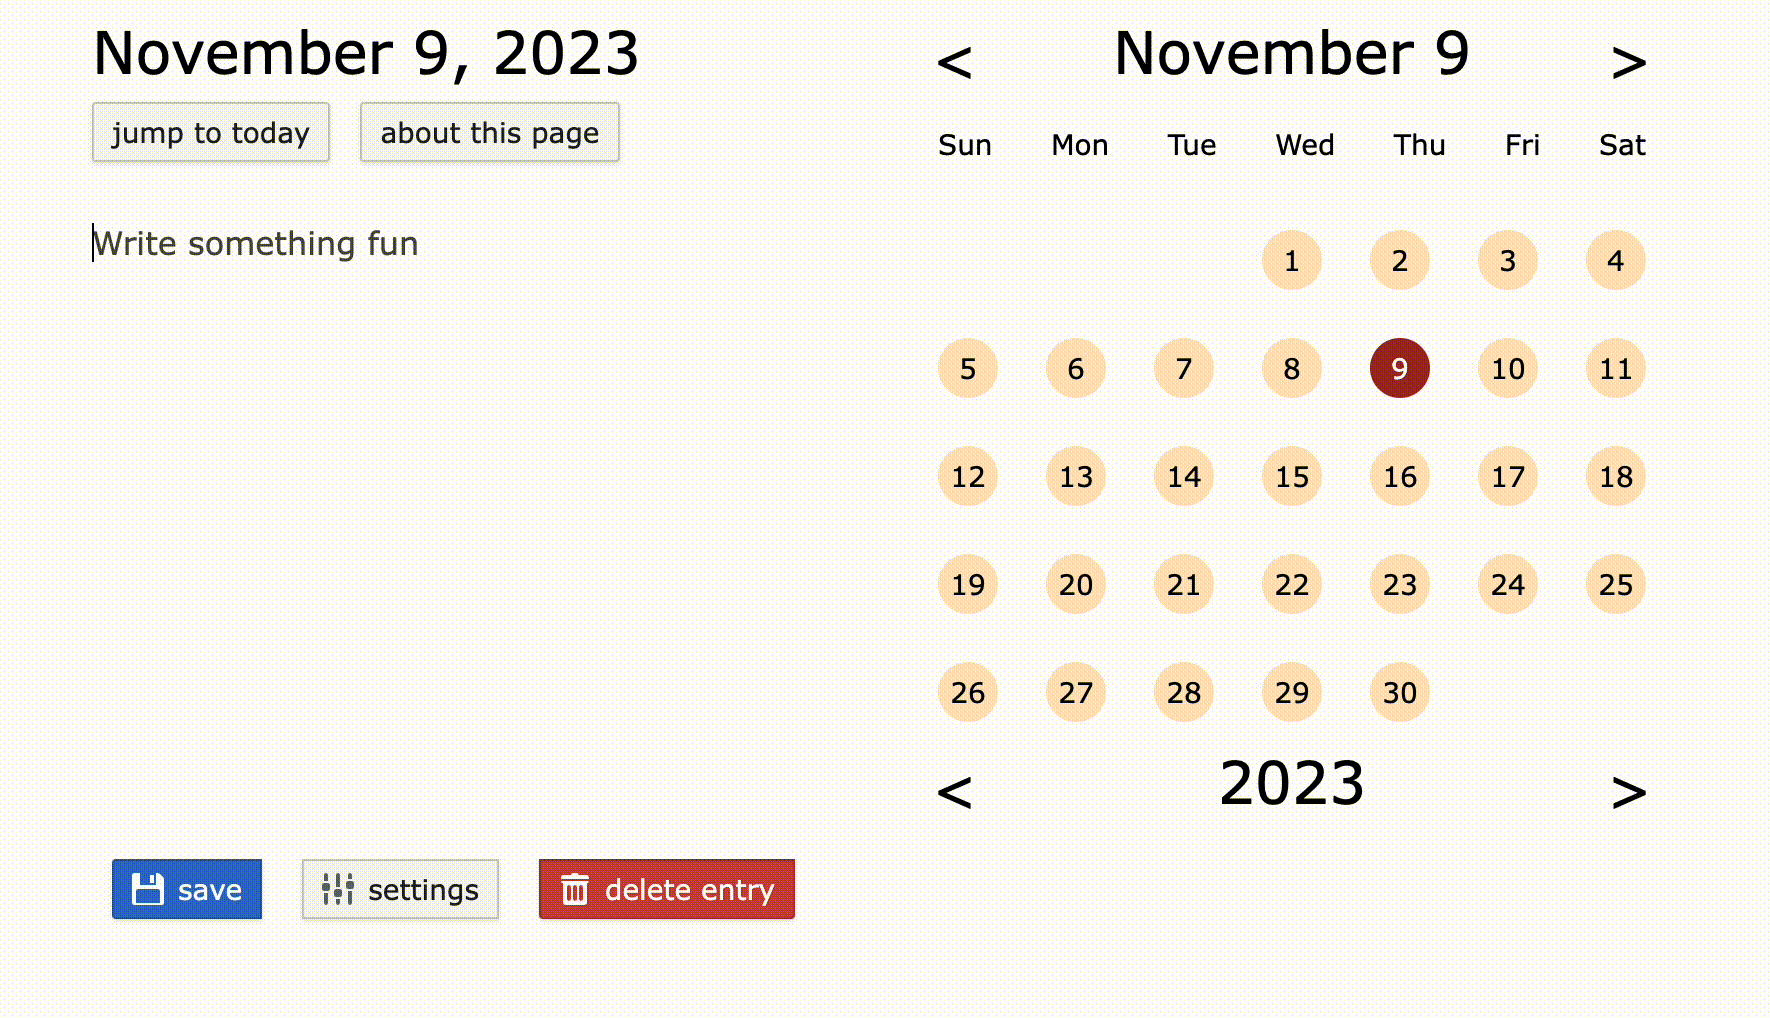 November 9, 2023
jump to today about this page
Write something fun
save settings delete entry
< November 9 >
Sun Mon Tue Wed Thu Fri Sat
1 2 3 4
5 6 7 8 9 10 11
12 13 14 15 16 17 18
19 20 21 22 23 24 25
26 27 28 29 30
< 2023 >